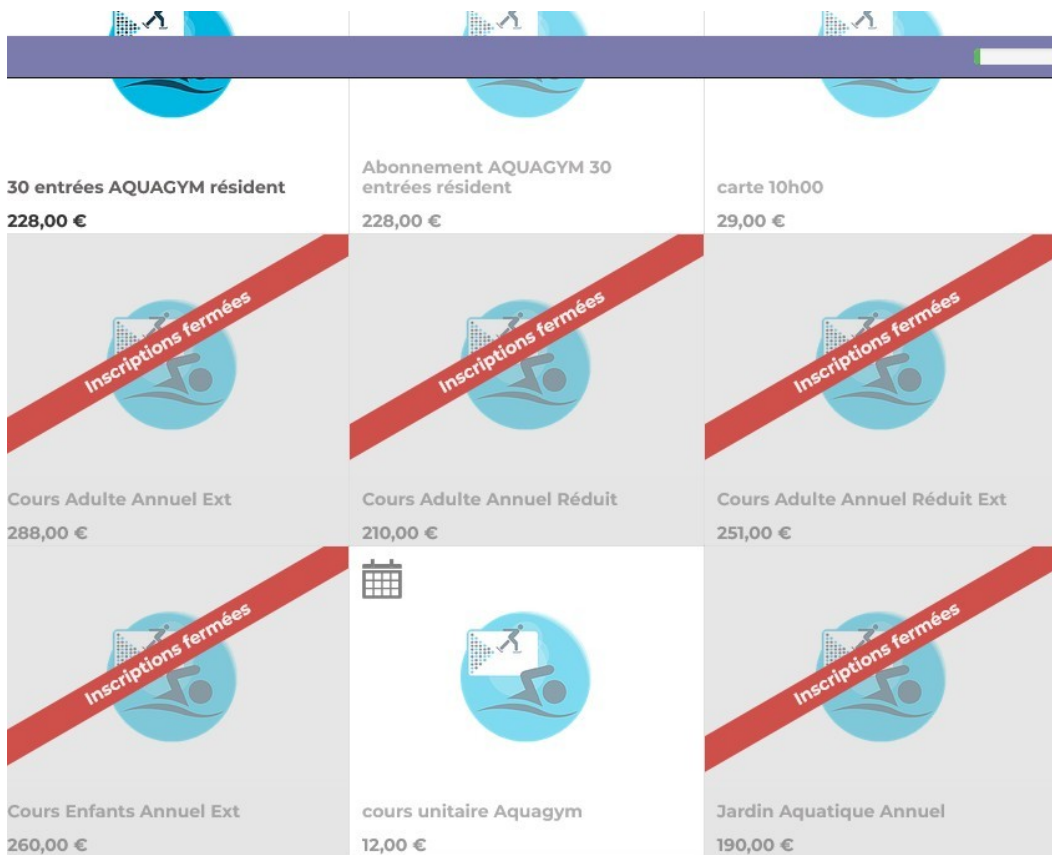 30 entrées AQUAGYM résident
228,00 €
Abonnement AQUAGYM 30
entrées résident
228,00 €
carte 10h00
29,00 €
Inscriptions fermées
Cours Adulte Annuel Ext
288,00 €
Inscriptions fermées
Cours Adulte Annuel Réduit
210,00 €
Inscriptions fermées
Cours Adulte Annuel Réduit Ext
251,00 €
Inscriptions fermées
Cours Enfants Annuel Ext
260,00 €
cours unitaire Aquagym
12,00 €
Inscriptions fermées
Jardin Aquatique Annuel
190,00 €